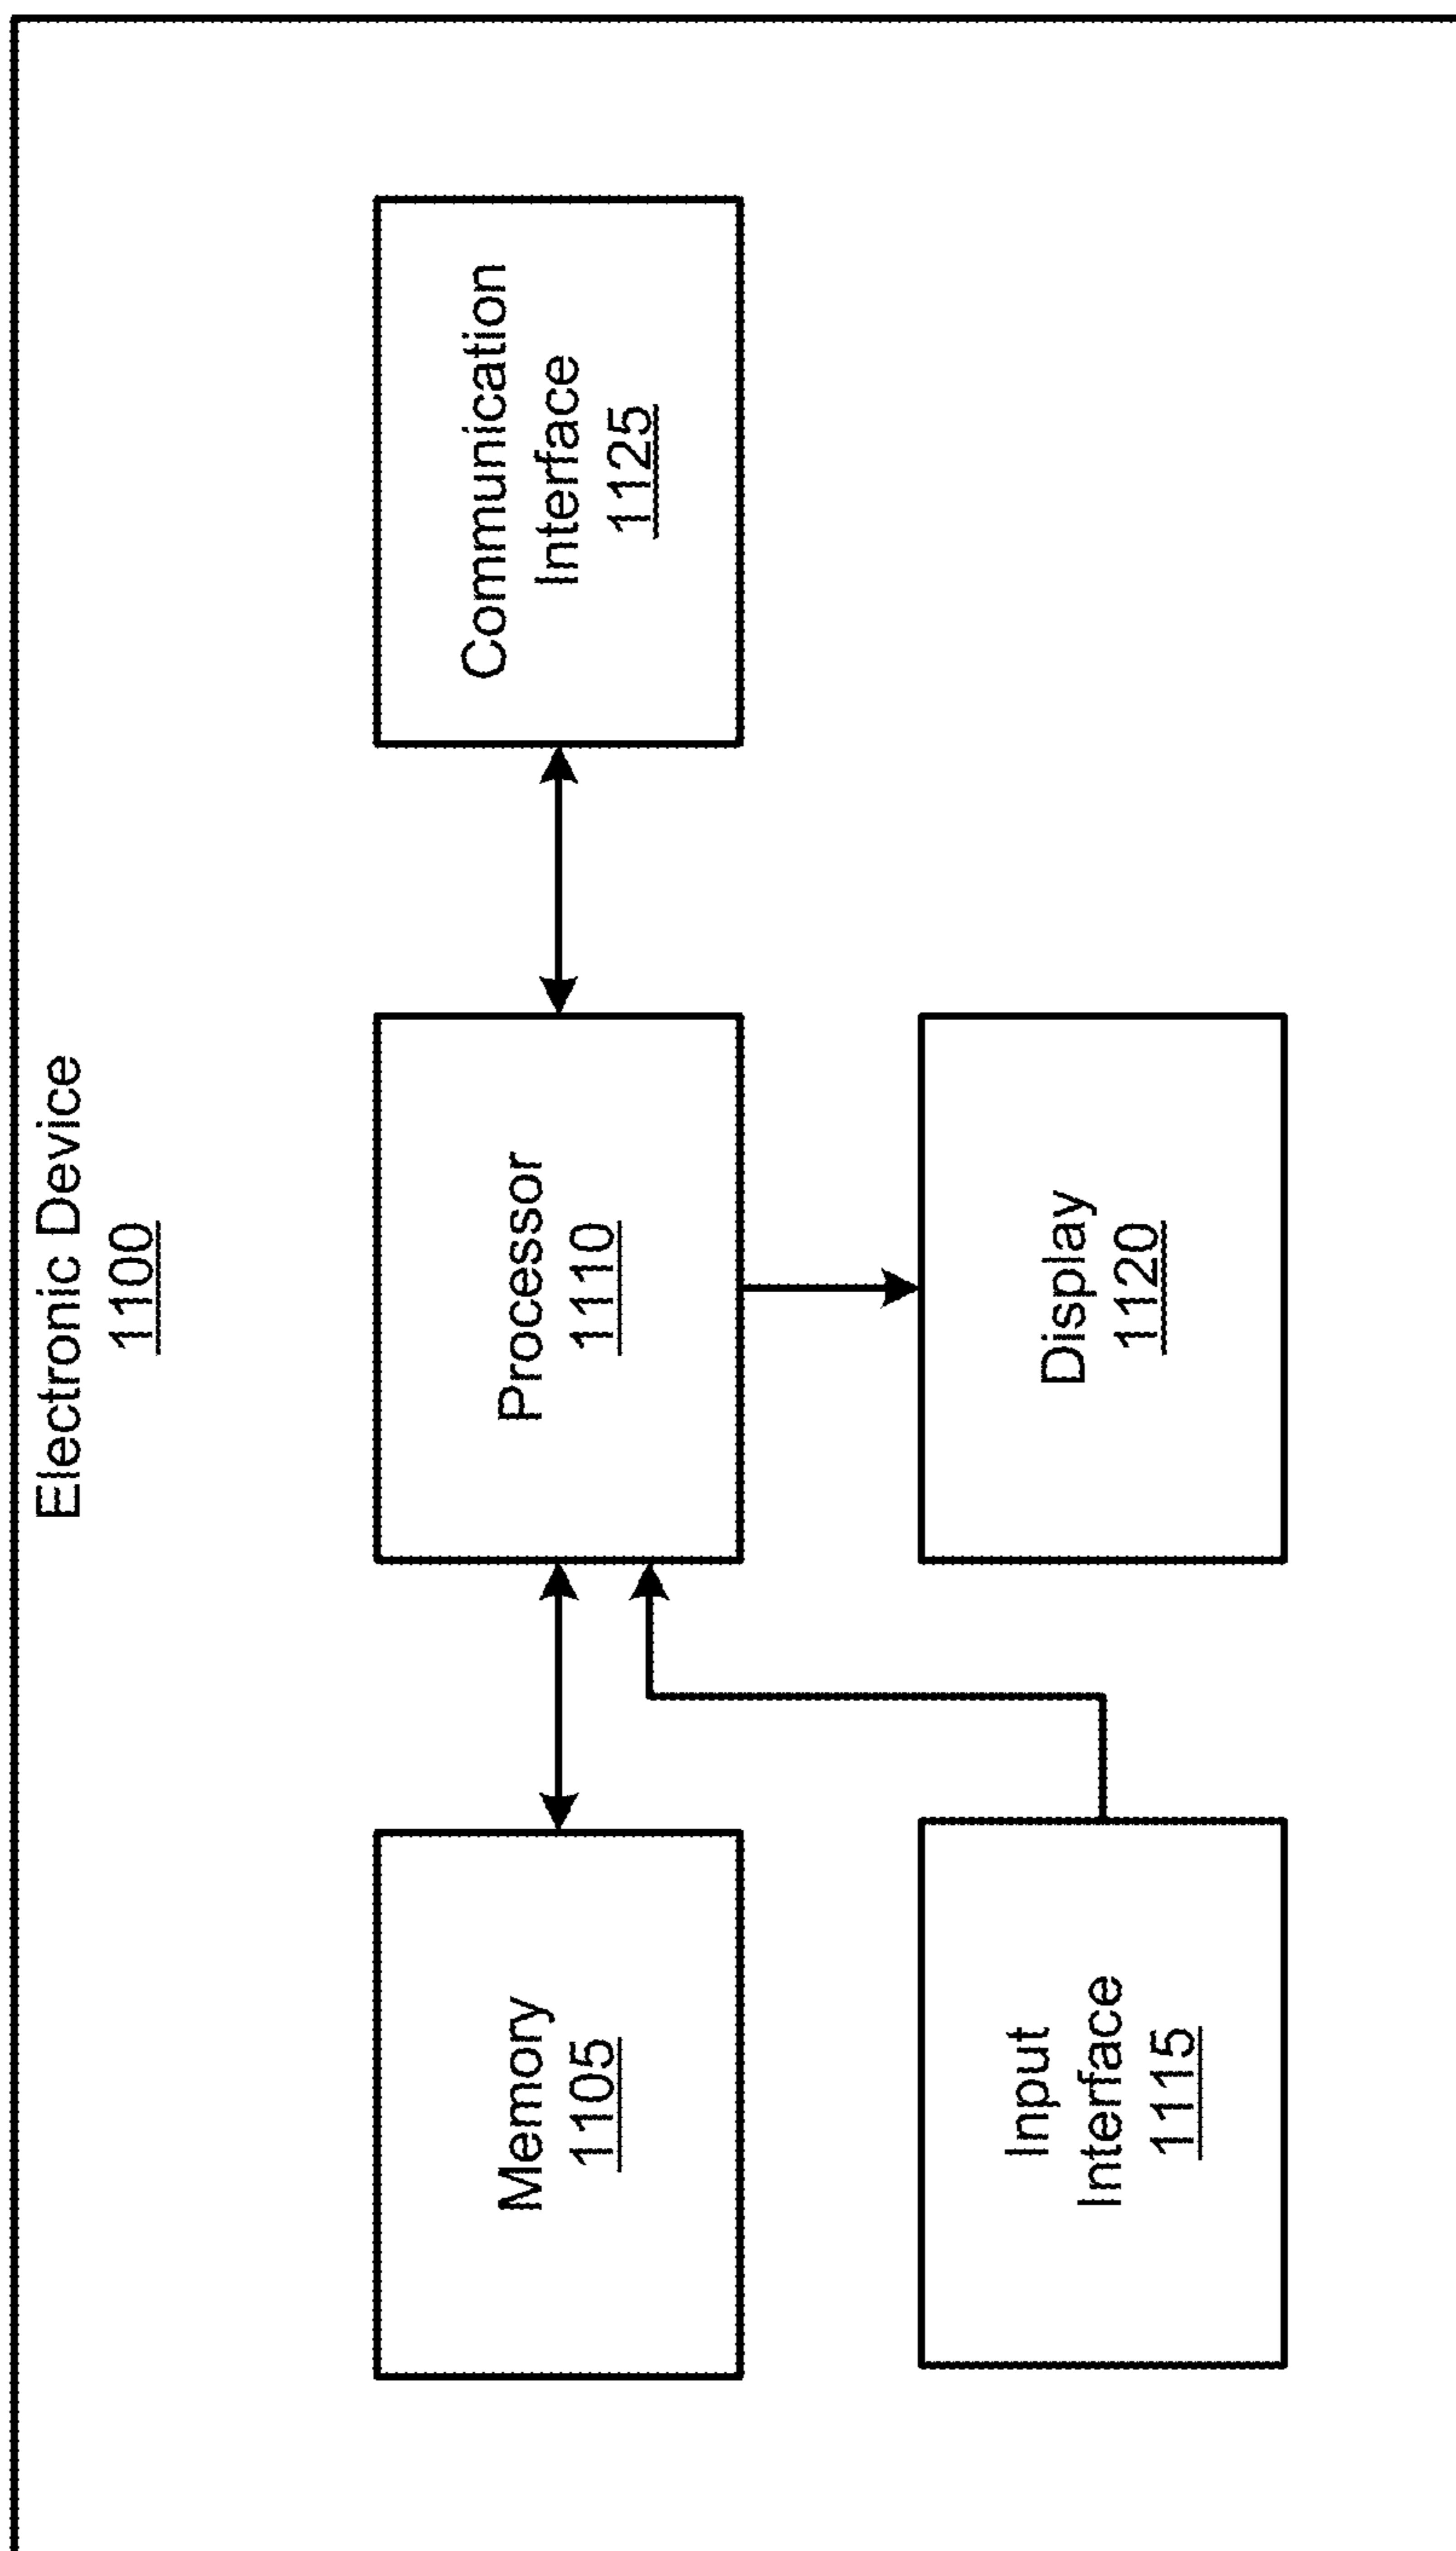 Electronic Device
1100
Memory
1105
Processor
1110
Communication
Interface
1125
Input
Interface
1115
Display
1120